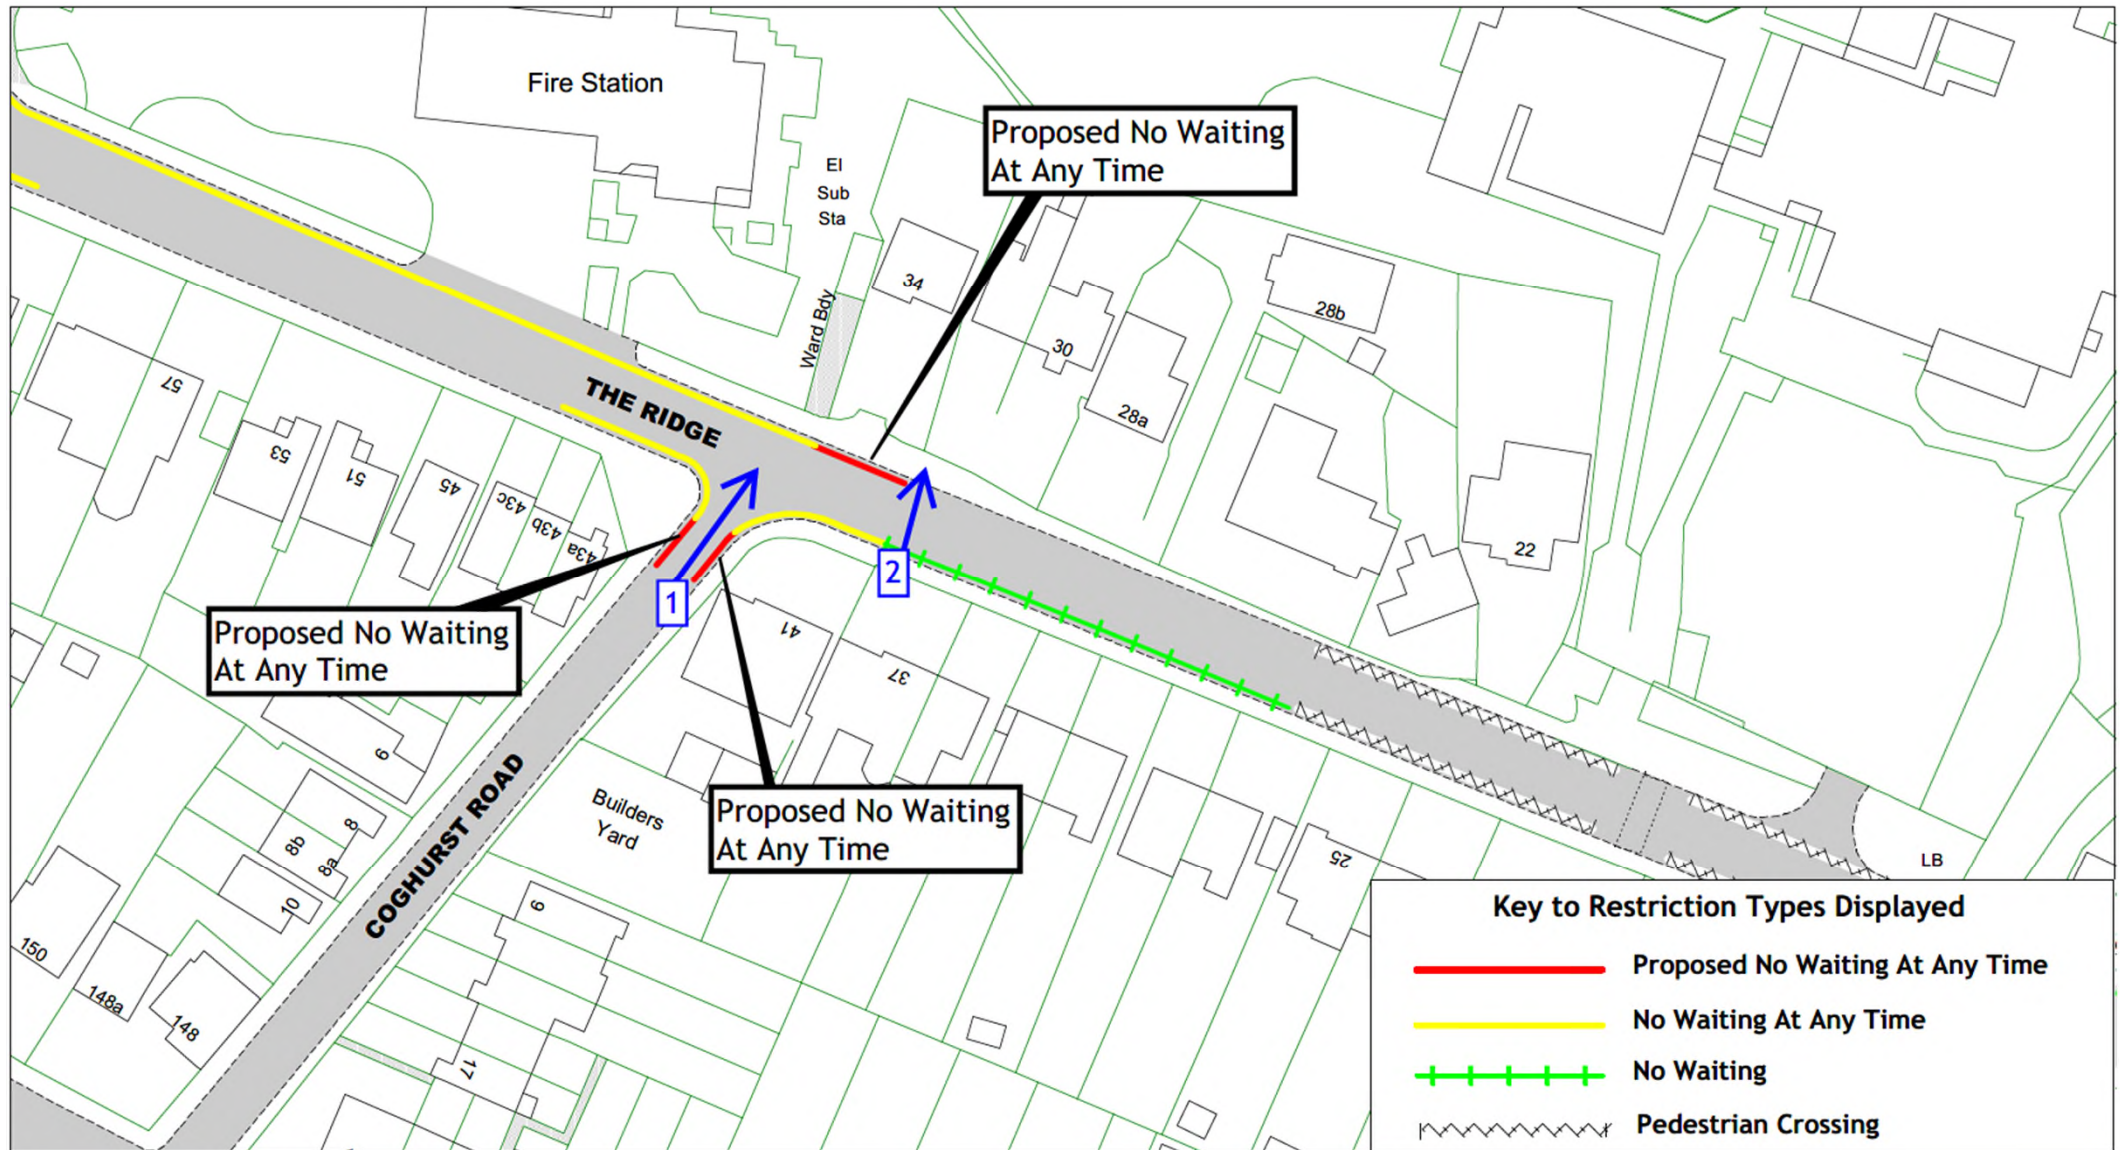 Fire Station
Proposed No Waiting
At Any Time
El
Sub
Sta
Ward Bdy
34
30
28a
28b
22
57
53
51
45
43c
43b
43a
THE RIDGE
1
2
Proposed No Waiting
At Any Time
41
37
6
8
8b
8a
10
COGHURST ROAD
Builders
Yard
Proposed No Waiting
At Any Time
25
LB
150
148a
148
17
Key to Restriction Types Displayed
Proposed No Waiting At Any Time
No Waiting At Any Time
No Waiting
Pedestrian Crossing